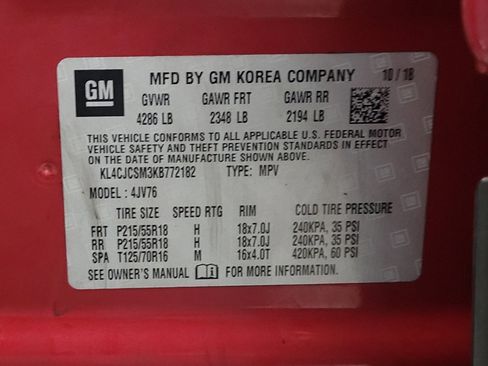 GM MFD BY GM KOREA COMPANY 10/18
GVWR GAWR FRT GAWR RR
4286 LB 2348 LB 2194 LB
THIS VEHICLE CONFORMS TO ALL APPLICABLE U.S. FEDERAL MOTOR
VEHICLE SAFETY AND THEFT PREVENTION STANDARDS IN EFFECT ON
THE DATE OF MANUFACTURE SHOWN ABOVE.
KL4CJCSM3KB772182 TYPE: MPV
MODEL: 4JV76
TIRE SIZE SPEED RTG RIM COLD TIRE PRESSURE
FRT P215/55R18 H 18x7.0J 240KPA, 35 PSI
RR P215/55R18 H 18x7.0J 240KPA, 35 PSI
SPA T125/70R16 M 16x4.0T 420KPA, 60 PSI
SEE OWNER'S MANUAL FOR MORE INFORMATION.